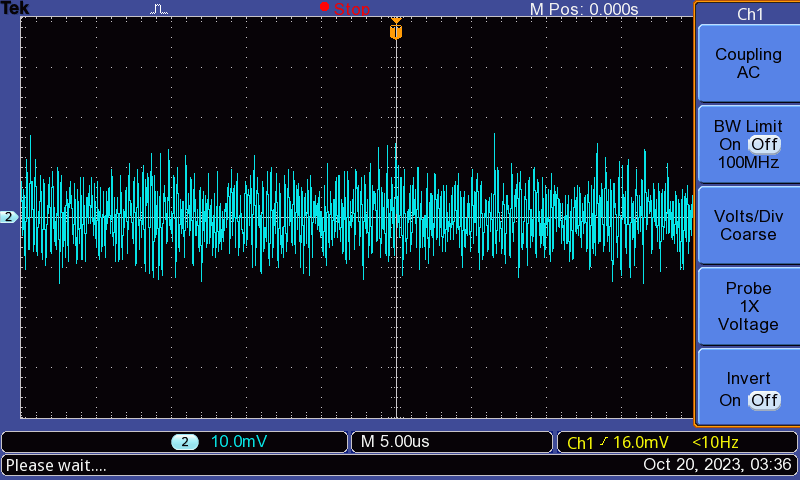 Tek
Stop
M Pos: 0.000s
T
2
Ch1
Coupling
AC
BW Limit
On Off
100MHz
Volts/Div
Coarse
Probe
1X
Voltage
Invert
On Off
2 10.0mV
M 5.00us
Ch1 16.0mV <10Hz
Please wait....
Oct 20, 2023, 03:36